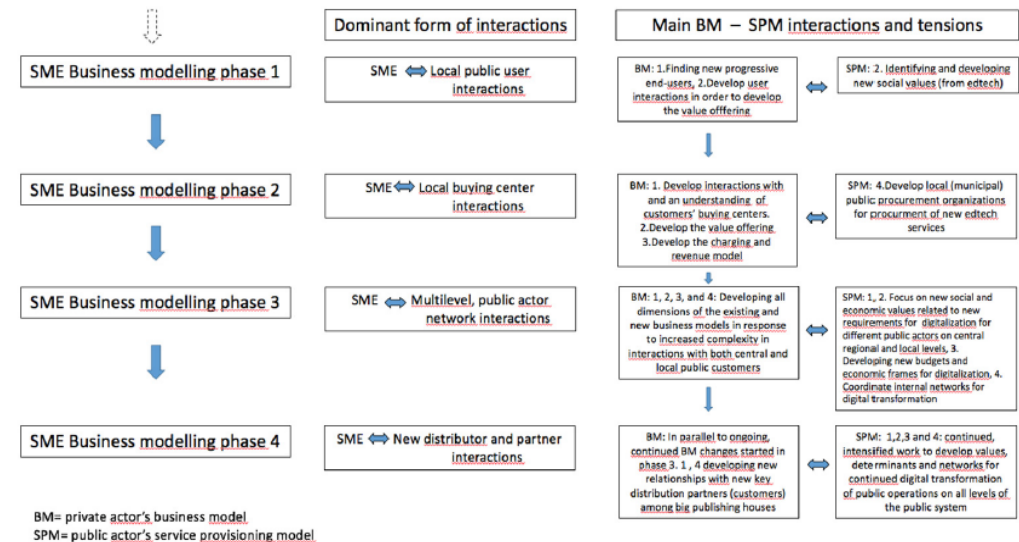 Dominant form of interactions
Main BM – SPM interactions and tensions
SME Business modelling phase 1
SME Local public user
interactions
BM: 1.Finding new progressive
end-users, 2.Develop user
interactions in order to develop
the value offfering
SPM: 2. Identifying and developing
new social values (from edtech)
SME Business modelling phase 2
SME Local buying center
interactions
BM: 1. Develop interactions with
and an understanding of
customers' buying centers.
2.Develop the value offering
3.Develop the charging and
revenue model
SPM: 4.Develop local (municipal)
public procurement organizations
for procurment of new edtech
services
SME Business modelling phase 3
SME Multilevel, public actor
network interactions
BM: 1, 2, 3, and 4: Developing all
dimensions of the existing and
new business models in response
to increased complexity in
interactions with both central and
local public customers
SPM: 1, 2. Focus on new social and
economic values related to new
requirements for digitalization for
different public actors on central
regional and local levels, 3.
Developing new budgets and
economic frames for digitalization, 4.
Coordinate internal networks for
digital transformation
SME Business modelling phase 4
SME New distributor and partner
interactions
BM: In parallel to ongoing,
continued BM changes started in
phase 3. 1 , 4 developing new
relationships with new key
distribution partners (customers)
among big publishing houses
SPM: 1,2,3 and 4: continued,
intensified work to develop values,
determinants and networks for
continued digital transformation
of public operations on all levels of
the public system
BM= private actor's business model
SPM= public actor's service provisioning model